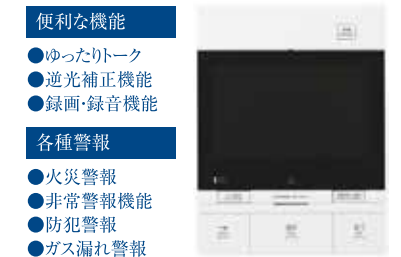 便利な機能
●ゆったりトーク
●逆光補正機能
●録画・録音機能
各種警報
●火災警報
●非常警報機能
●防犯警報
●ガス漏れ警報